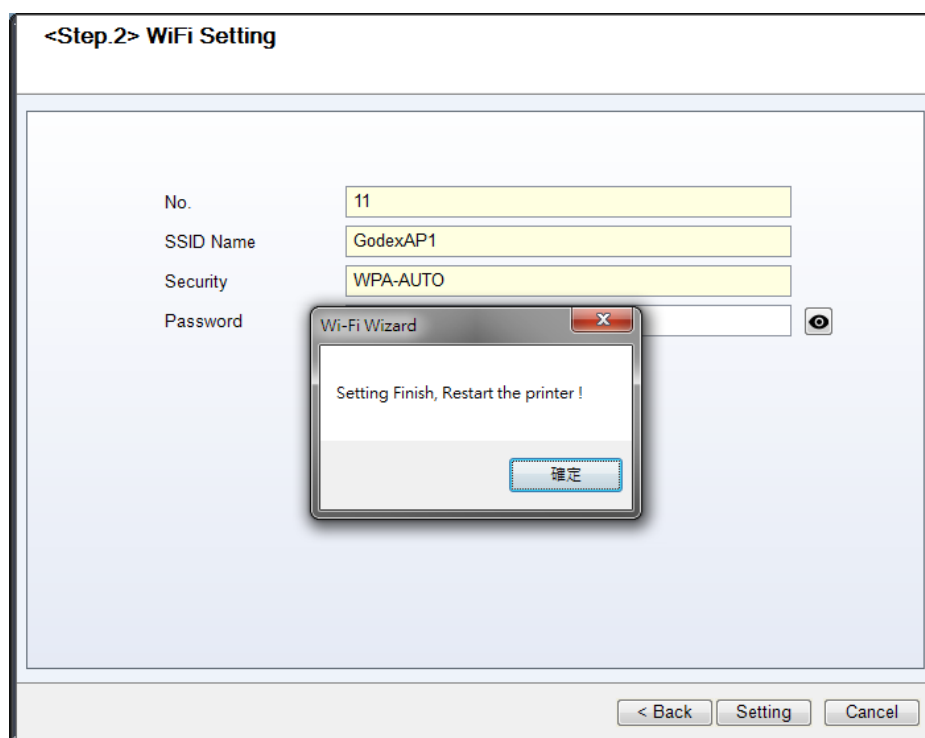 <Step.2> WiFi Setting
No. 11
SSID Name GodexAP1
Security WPA-AUTO
Password
Wi-Fi Wizard
Setting Finish, Restart the printer !
確定
< Back Setting Cancel